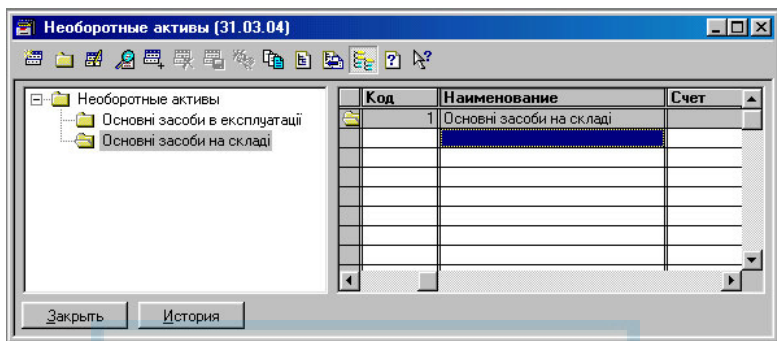 Необоротные активы (31.03.04)
Необоротные активы
Основні засоби в експлуатації
Основні засоби на складі
Код Наименование Счет
1 Основні засоби на складі
Закрыть История